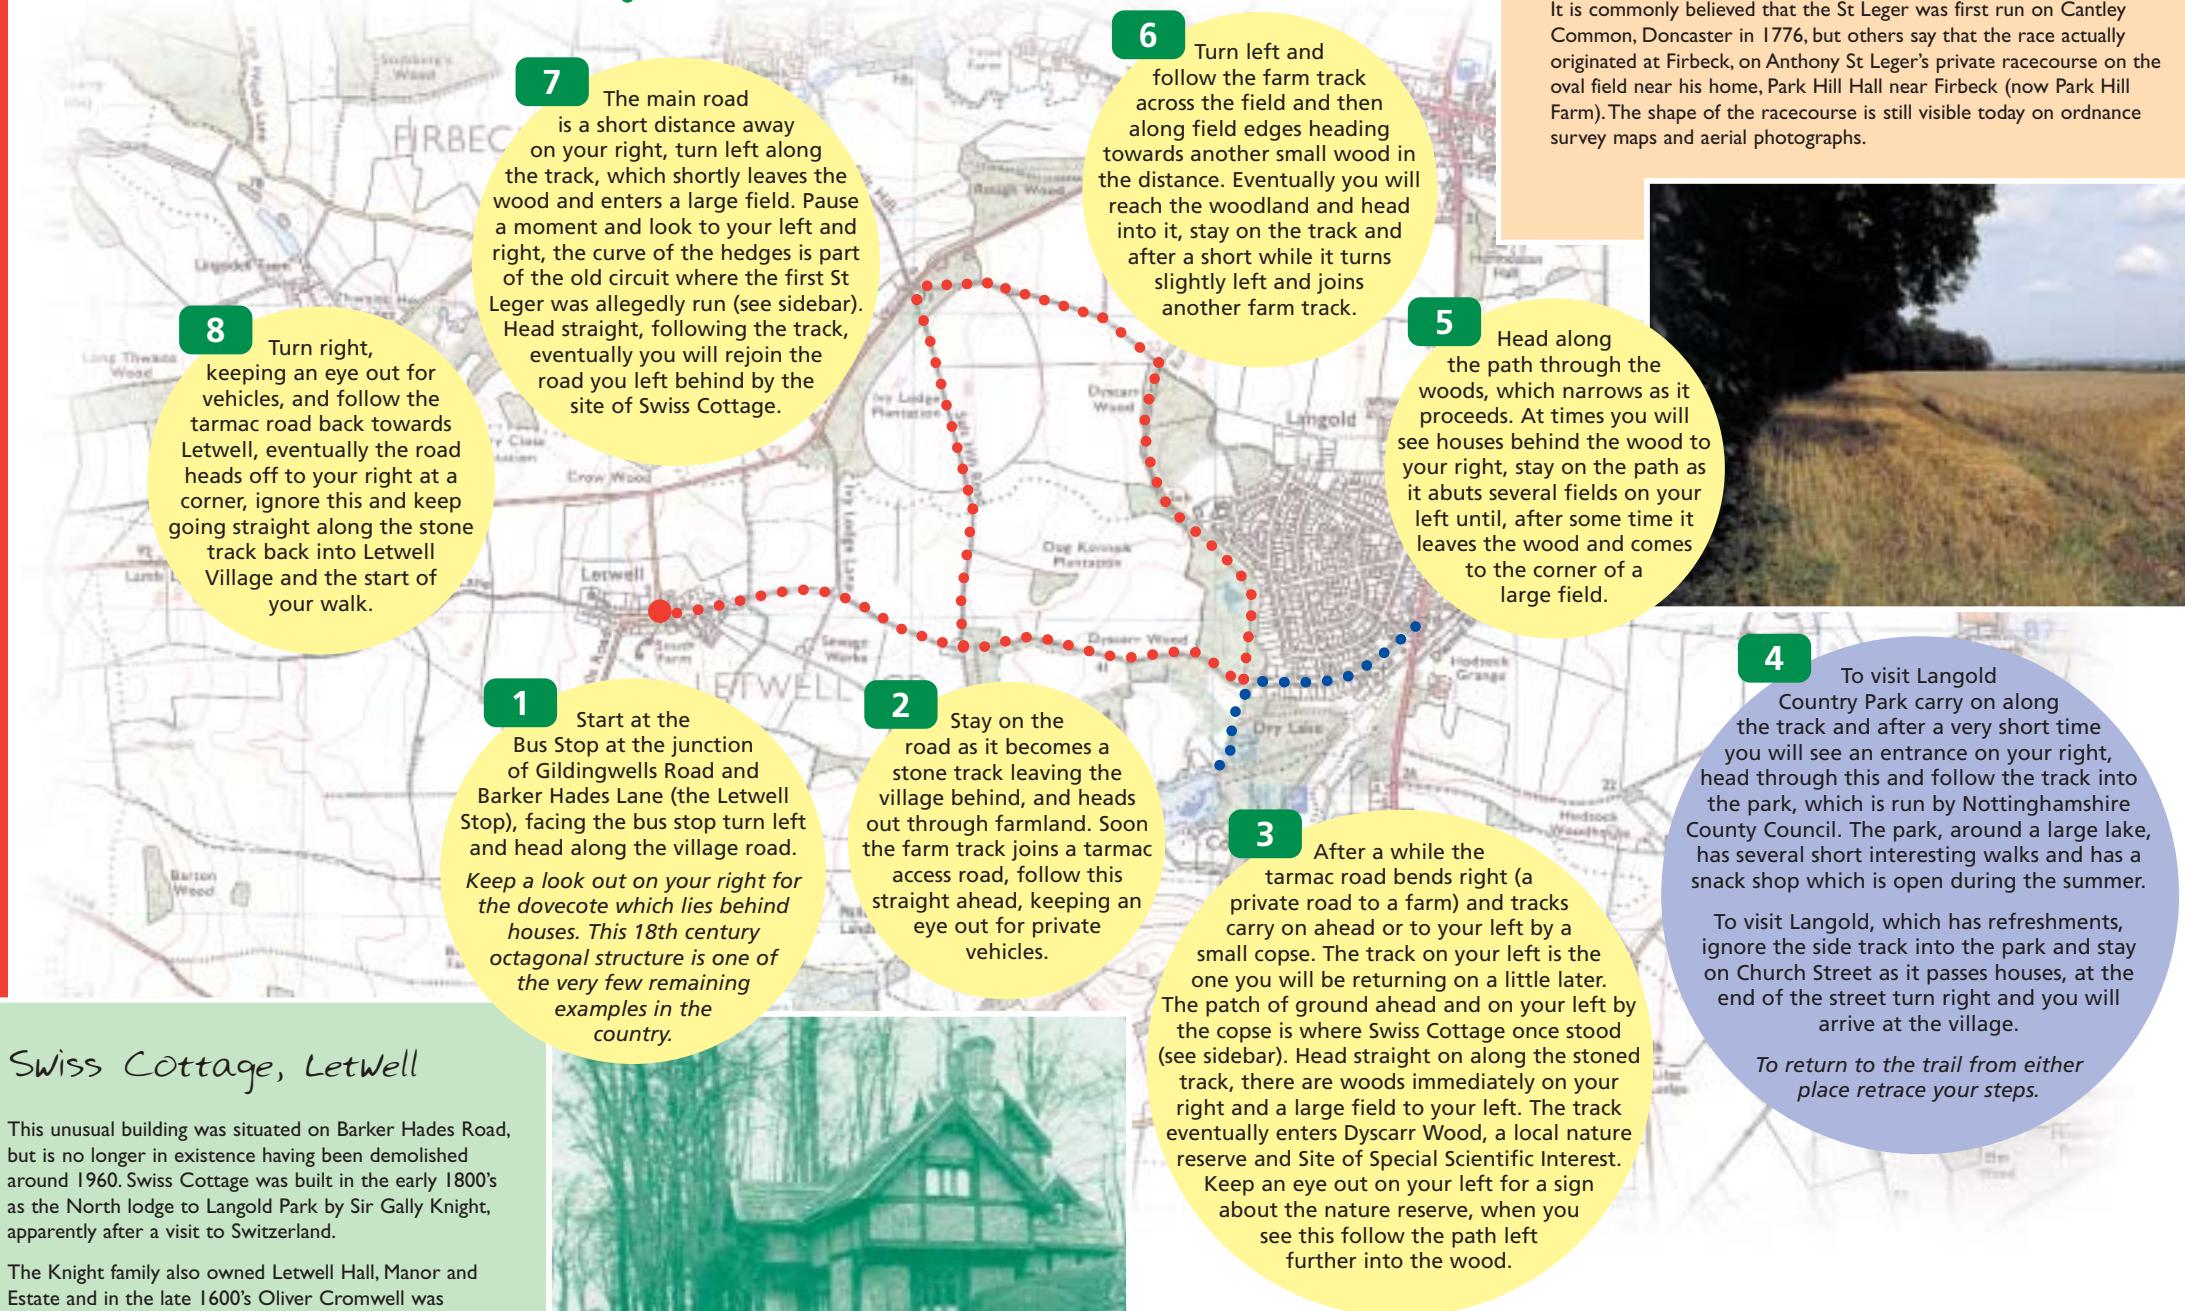 It is commonly believed that the St Leger was first run on Cantley
Common, Doncaster in 1776, but others say that the race actually
originated at Firbeck, on Anthony St Leger's private racecourse on the
oval field near his home, Park Hill Hall near Firbeck (now Park Hill
Farm). The shape of the racecourse is still visible today on ordnance
survey maps and aerial photographs.
6
Turn left and
follow the farm track
across the field and then
along field edges heading
towards another small wood in
the distance. Eventually you will
reach the woodland and head
into it, stay on the track and
after a short while it turns
slightly left and joins
another farm track.
7
The main road
is a short distance away
on your right, turn left along
the track, which shortly leaves the
wood and enters a large field. Pause
a moment and look to your left and
right, the curve of the hedges is part
of the old circuit where the first St
Leger was allegedly run (see sidebar).
Head straight, following the track,
eventually you will rejoin the
road you left behind by the
site of Swiss Cottage.
8
Turn right,
keeping an eye out for
vehicles, and follow the
tarmac road back towards
Letwell, eventually the road
heads off to your right at a
corner, ignore this and keep
going straight along the stone
track back into Letwell
Village and the start of
your walk.
5
Head along
the path through the
woods, which narrows as it
proceeds. At times you will
see houses behind the wood to
your right, stay on the path as
it abuts several fields on your
left until, after some time it
leaves the wood and comes
to the corner of a
large field.
Rough Wood
Long Thwaite
Wood
Ivy Lodge
Plantation
Dyscarr
Wood
Langold
Crow Wood
Ivy Lodge Lane
Dog Kennels
Plantation
Letwell
South
Farm
Sewage
Works
Dyscarr Wood
LETWELL
Dry Lake
Hodsock
Grange
Hodsock
Woodhouse
Barton
Wood
1
Start at the
Bus Stop at the junction
of Gildingwells Road and
Barker Hades Lane (the Letwell
Stop), facing the bus stop turn left
and head along the village road.
Keep a look out on your right for
the dovecote which lies behind
houses. This 18th century
octagonal structure is one of
the very few remaining
examples in the
country.
2
Stay on the
road as it becomes a
stone track leaving the
village behind, and heads
out through farmland. Soon
the farm track joins a tarmac
access road, follow this
straight ahead, keeping an
eye out for private
vehicles.
3
After a while the
tarmac road bends right (a
private road to a farm) and tracks
carry on ahead or to your left by a
small copse. The track on your left is the
one you will be returning on a little later.
The patch of ground ahead and on your left by
the copse is where Swiss Cottage once stood
(see sidebar). Head straight on along the stoned
track, there are woods immediately on your
right and a large field to your left. The track
eventually enters Dyscarr Wood, a local nature
reserve and Site of Special Scientific Interest.
Keep an eye out on your left for a sign
about the nature reserve, when you
see this follow the path left
further into the wood.
4
To visit Langold
Country Park carry on along
the track and after a very short time
you will see an entrance on your right,
head through this and follow the track into
the park, which is run by Nottinghamshire
County Council. The park, around a large lake,
has several short interesting walks and has a
snack shop which is open during the summer.
To visit Langold, which has refreshments,
ignore the side track into the park and stay
on Church Street as it passes houses, at the
end of the street turn right and you will
arrive at the village.
To return to the trail from either
place retrace your steps.
Swiss Cottage, Letwell
This unusual building was situated on Barker Hades Road,
but is no longer in existence having been demolished
around 1960. Swiss Cottage was built in the early 1800's
as the North lodge to Langold Park by Sir Gally Knight,
apparently after a visit to Switzerland.
The Knight family also owned Letwell Hall, Manor and
Estate and in the late 1600's Oliver Cromwell was